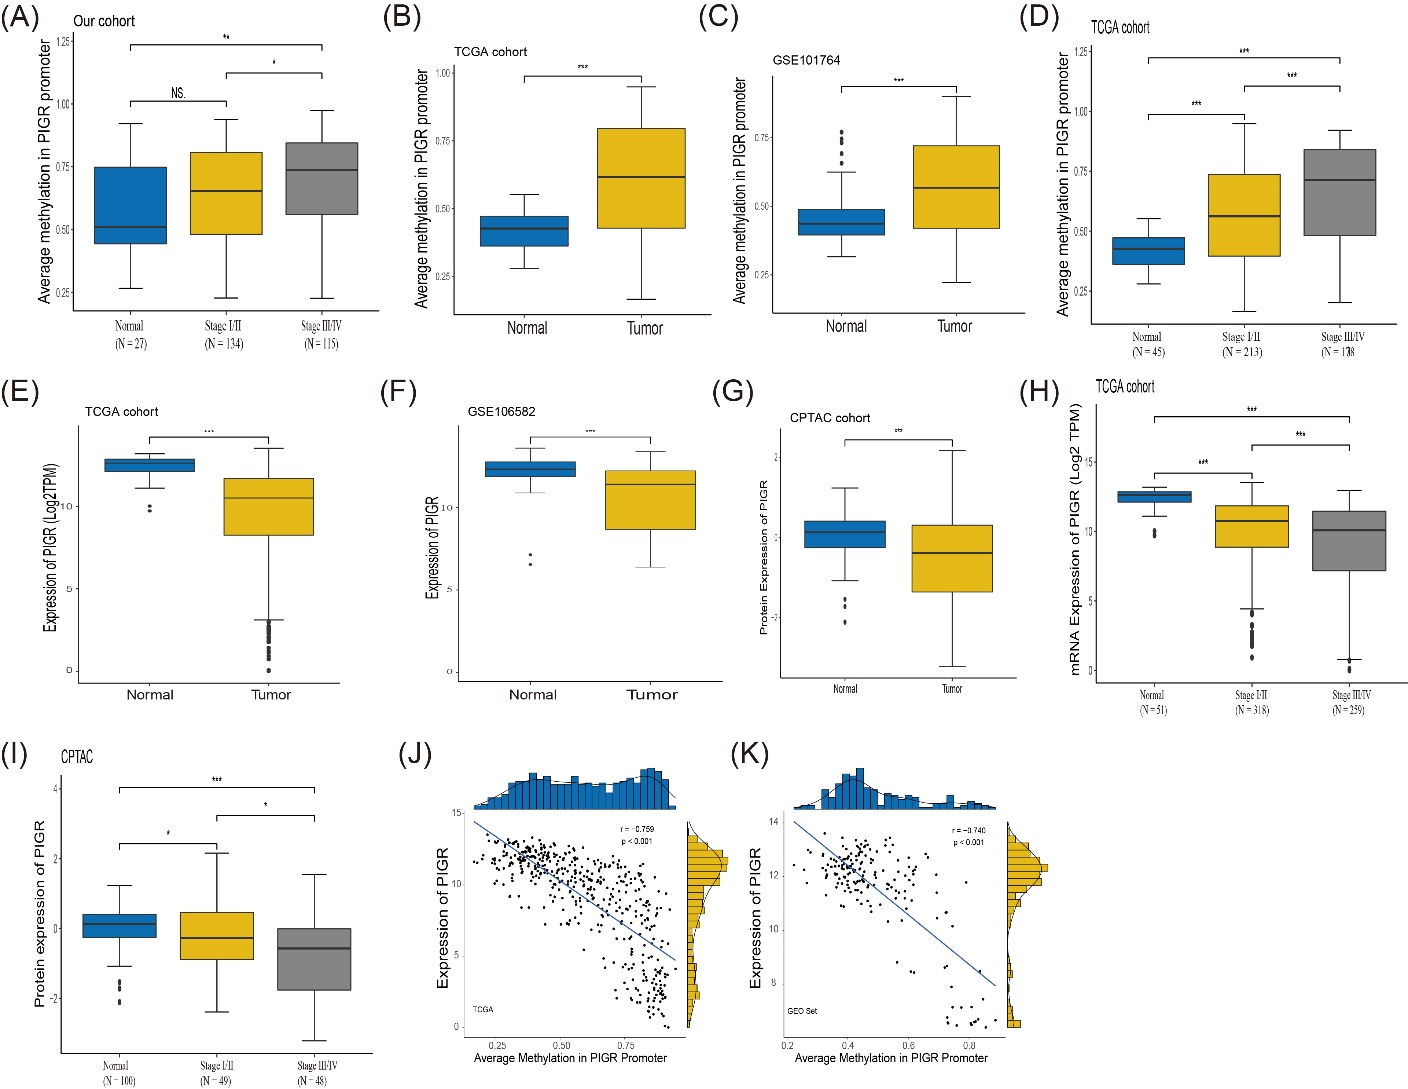 (A)
Our cohort
Average methylation in PIGR promoter
1.25
1.00
0.75
0.50
0.25
**
*
NS.
Normal
(N = 27)
Stage I/II
(N = 134)
Stage III/IV
(N = 115)
(B)
TCGA cohort
Average methylation in PIGR promoter
1.00
0.75
0.50
0.25
***
Normal
Tumor
(C)
GSE101764
Average methylation in PIGR promoter
0.75
0.50
0.25
***
Normal
Tumor
(D)
TCGA cohort
Average methylation in PIGR promoter
1.25
1.00
0.75
0.50
0.25
***
***
***
Normal
(N = 45)
Stage I/II
(N = 213)
Stage III/IV
(E)
TCGA cohort
Expression of PIGR (Log2TPM)
10
5
0
***
Normal
Tumor
(F)
GSE106582
Expression of PIGR
10
5
0
***
Normal
Tumor
(G)
CPTAC cohort
Protein Expression of PIGR
2
0
-2
***
Normal
Tumor
(H)
TCGA cohort
mRNA Expression of PIGR (Log2 TPM)
15
10
5
0
***
***
***
Normal
(N = 51)
Stage I/II
(N = 318)
Stage III/IV
(N = 259)
(I)
CPTAC
Protein expression of PIGR
4
2
0
-2
***
*
*
Normal
(N = 100)
Stage I/II
(N = 49)
Stage III/IV
(N = 48)
(J)
Expression of PIGR
15
10
5
0
r = -0.759
p < 0.001
TCGA
0.25
0.50
0.75
Average Methylation in PIGR Promoter
(K)
Expression of PIGR
14
12
10
8
r = -0.740
p < 0.001
GEO Set
0.2
0.4
0.6
0.8
Average Methylation in PIGR Promoter